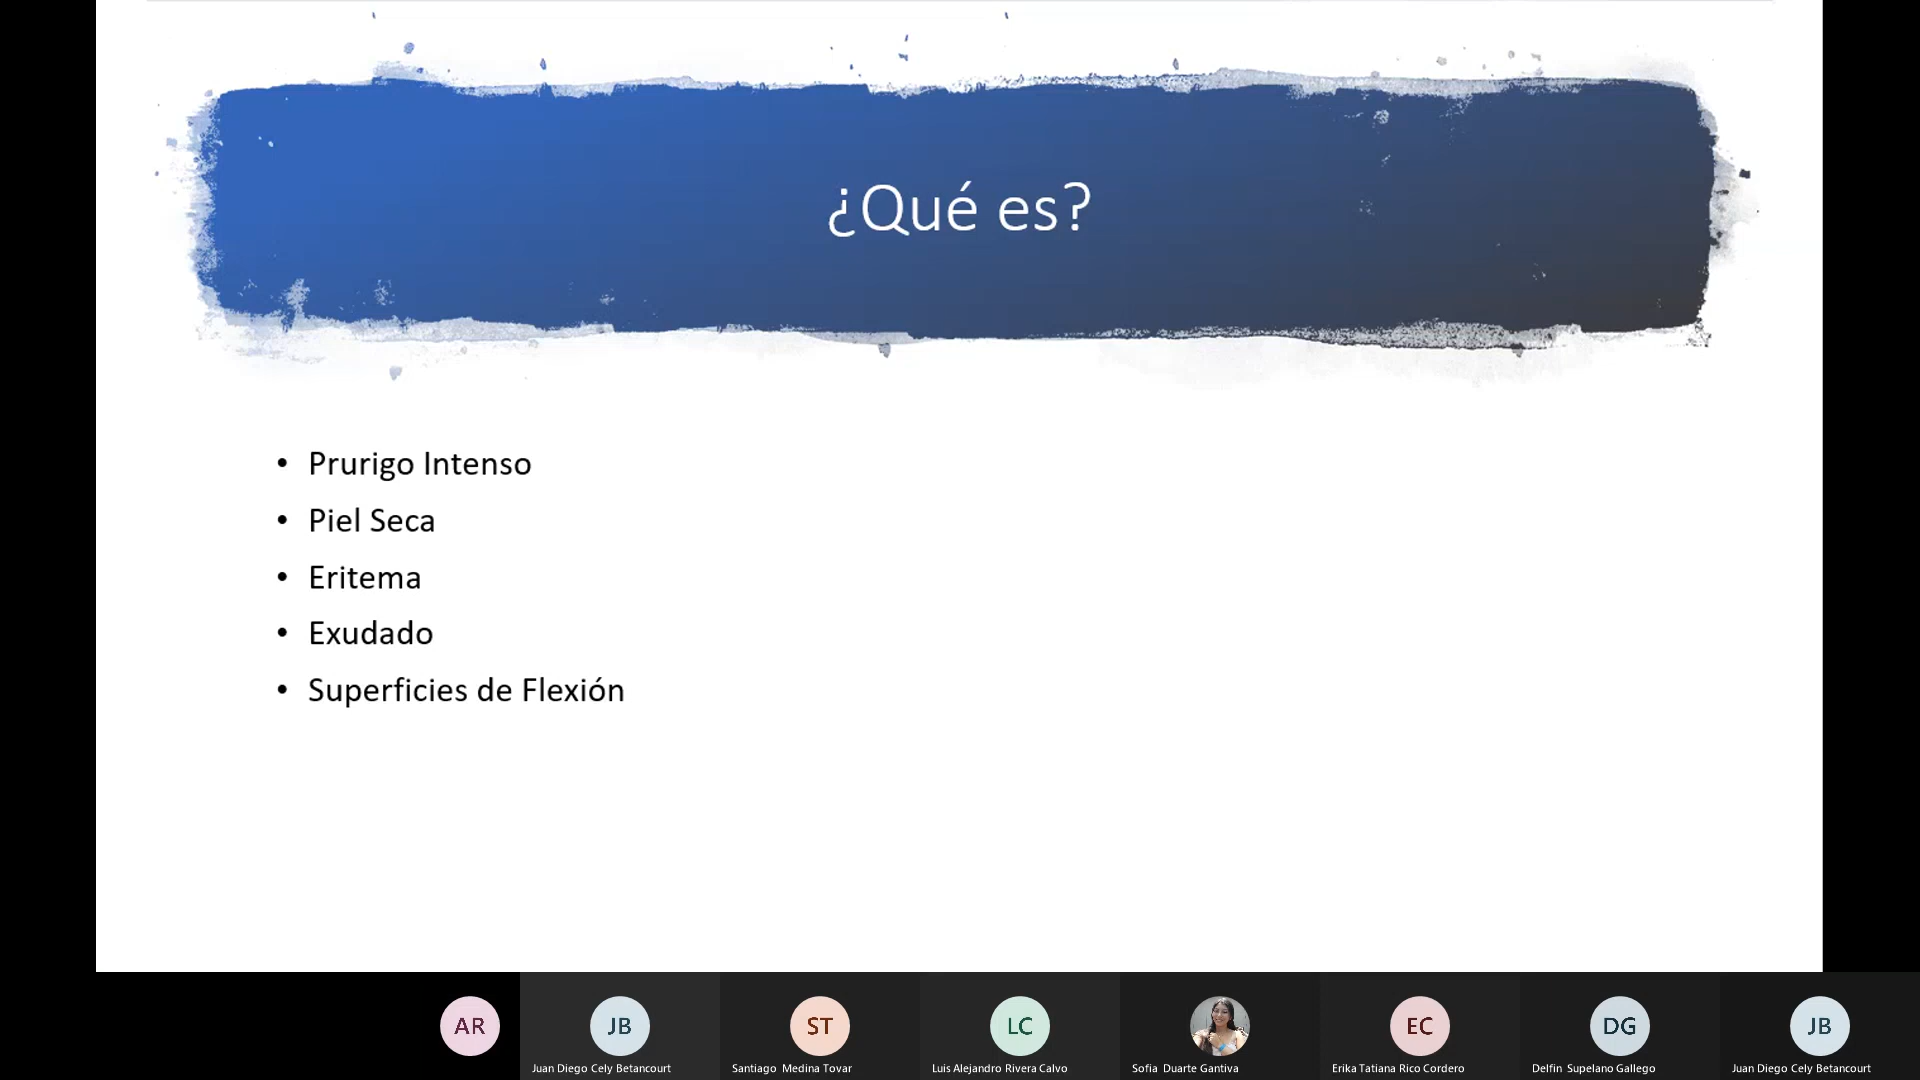 ¿Qué es?
• Prurigo Intenso
• Piel Seca
• Eritema
• Exudado
• Superficies de Flexión
AR
JB
ST
LC
EC
DG
JB
Juan Diego Cely Betancourt
Santiago Medina Tovar
Luis Alejandro Rivera Calvo
Sofia Duarte Gantiva
Erika Tatiana Rico Cordero
Delfin Supelano Gallego
Juan Diego Cely Betancourt